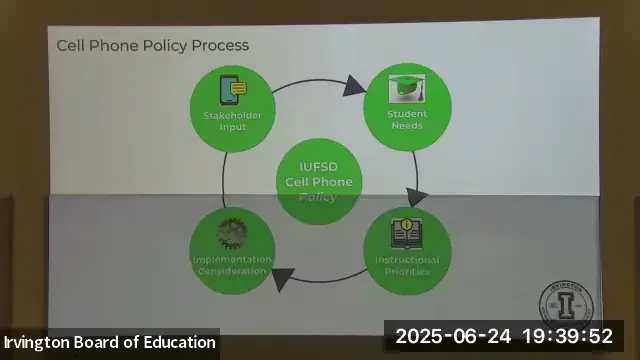 Cell Phone Policy Process
Stakeholder
Input
Student
Needs
IUFSD
Cell Phone
Policy
Implementation
Consideration
Instructional
Priorities
IRVINGTON
I
Irvington Board of Education
2025-06-24 19:39:52